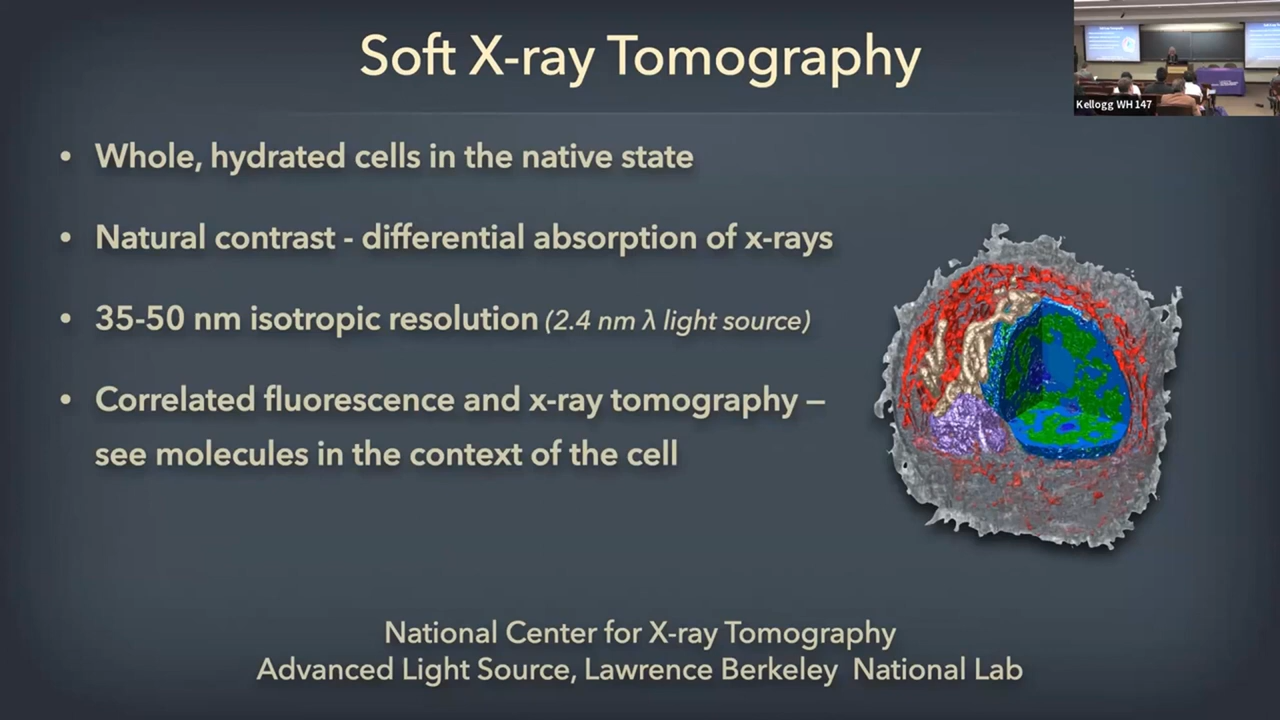 Soft X-ray Tomography
Kellogg WH 147
• Whole, hydrated cells in the native state
• Natural contrast - differential absorption of x-rays
• 35-50 nm isotropic resolution (2.4 nm λ light source)
• Correlated fluorescence and x-ray tomography –
see molecules in the context of the cell
National Center for X-ray Tomography
Advanced Light Source, Lawrence Berkeley National Lab